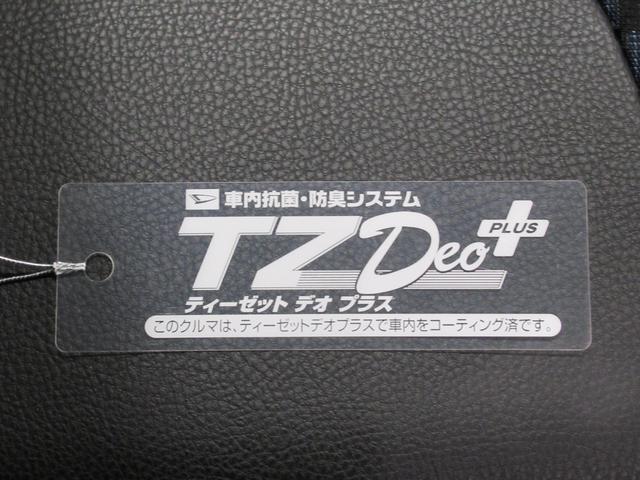 車内抗菌・防臭システム
TZ Deo PLUS
ティーゼット デオ プラス
このクルマは、ティーゼットデオプラスで車内をコーティング済です。